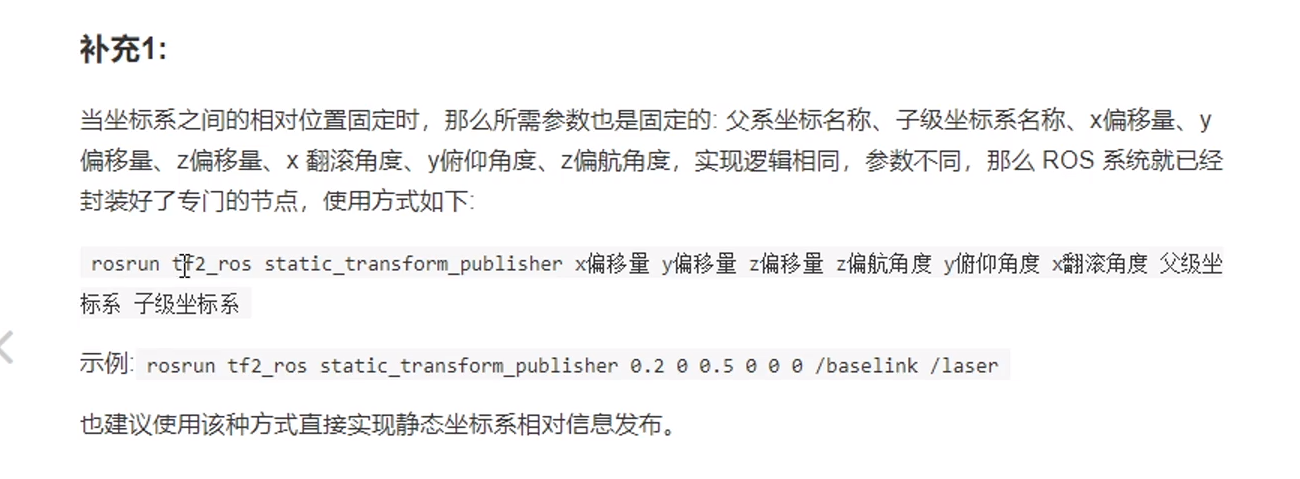 补充1:
当坐标系之间的相对位置固定时，那么所需参数也是固定的: 父系坐标名称、子级坐标系名称、x偏移量、y
偏移量、z偏移量、x 翻滚角度、y俯仰角度、z偏航角度，实现逻辑相同，参数不同，那么 ROS 系统就已经
封装好了专门的节点，使用方式如下:
rosrun tf2_ros static_transform_publisher x偏移量 y偏移量 z偏移量 z偏航角度 y俯仰角度 x翻滚角度 父级坐
标系 子级坐标系
示例: rosrun tf2_ros static_transform_publisher 0.2 0 0.5 0 0 0 /baselink /laser
也建议使用该种方式直接实现静态坐标系相对信息发布。